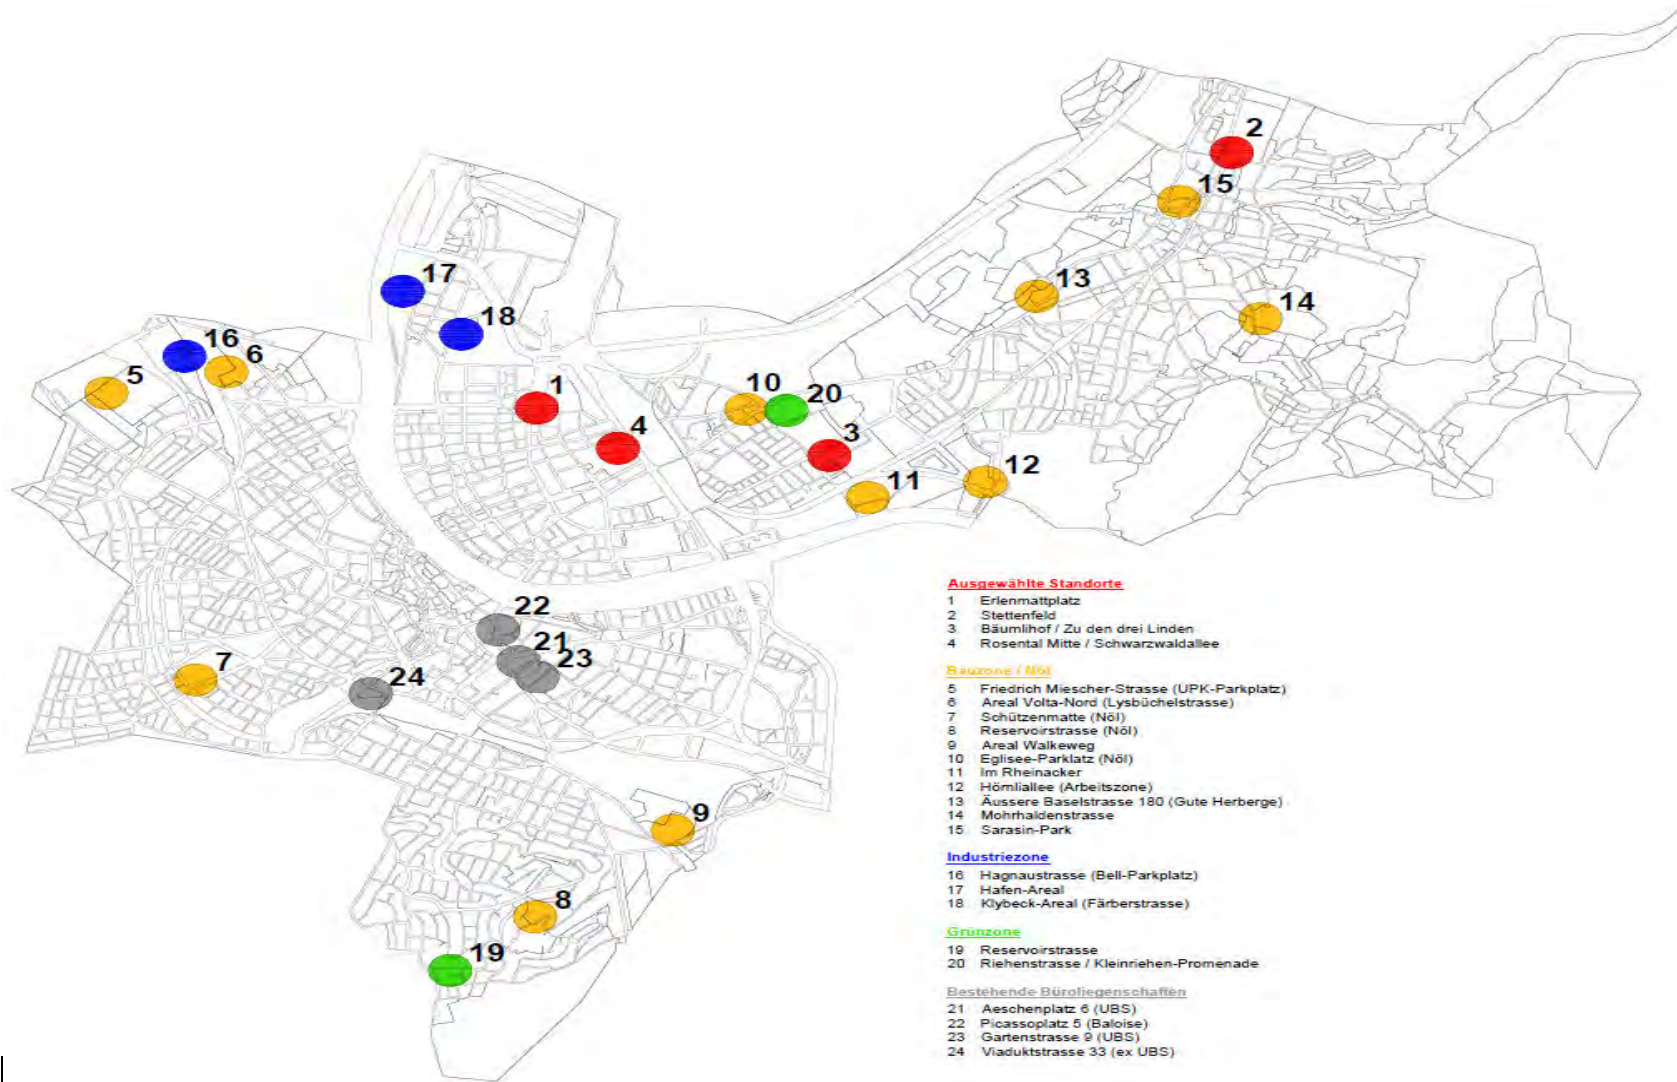 2
15
17
13
18
14
16
6
5
1
10
20
4
3
12
11
22
21
23
7
24
9
8
19
Ausgewählte Standorte
1 Erlenmattplatz
2 Stettenfeld
3 Bäumlihof / Zu den drei Linden
4 Rosental Mitte / Schwarzwaldallee
Bauzone / NöI
5 Friedrich Miescher-Strasse (UPK-Parkplatz)
6 Areal Volta-Nord (Lysbüchelstrasse)
7 Schützenmatte (NöI)
8 Reservoirstrasse (NöI)
9 Areal Walkeweg
10 Eglisee-Parklatz (NöI)
11 Im Rheinacker
12 Hörnliallee (Arbeitszone)
13 Äussere Baselstrasse 180 (Gute Herberge)
14 Mohrhaldenstrasse
15 Sarasin-Park
Industriezone
16 Hagnaustrasse (Bell-Parkplatz)
17 Hafen-Areal
18 Klybeck-Areal (Färberstrasse)
Grünzone
19 Reservoirstrasse
20 Riehenstrasse / Kleinriehen-Promenade
Bestehende Büroliegenschaften
21 Aeschenplatz 6 (UBS)
22 Picassoplatz 5 (Baloise)
23 Gartenstrasse 9 (UBS)
24 Viaduktstrasse 33 (ex UBS)